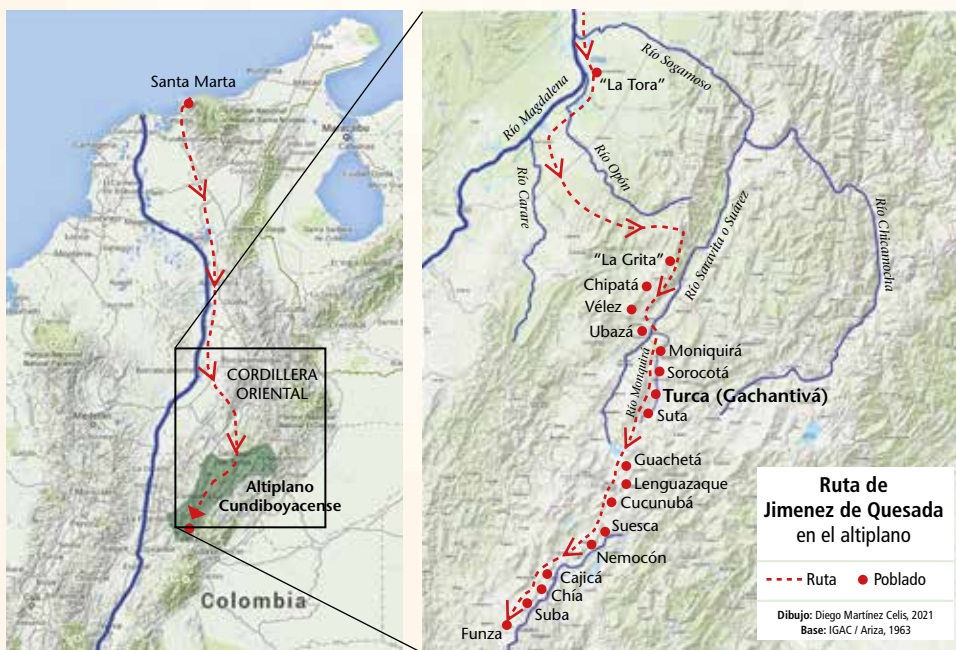 Santa Marta
Maracaibo
CORDILLERA
ORIENTAL
Medellín
Altiplano
Cundiboyacense
Colombia
Río Magdalena
"La Tora"
Río Sogamoso
Río Opón
Río Carare
Río Saravita o Suárez
Río Chicamocha
"La Grita"
Chipatá
Vélez
Ubazá
Río Monquirá
Moniquirá
Sorocotá
Turca (Gachantivá)
Suta
Guachetá
Lenguazaque
Cucunubá
Suesca
Nemocón
Cajicá
Chía
Suba
Funza
Ruta de
Jimenez de Quesada
en el altiplano
Ruta
Poblado
Dibujo: Diego Martínez Celis, 2021
Base: IGAC / Ariza, 1963